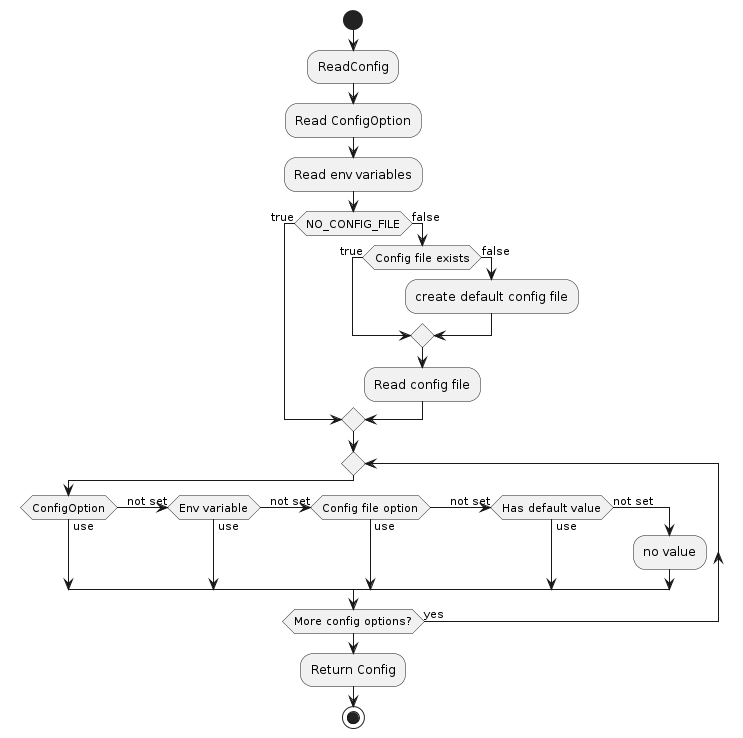 ReadConfig
Read ConfigOption
Read env variables
true
NO_CONFIG_FILE
false
true
Config file exists
false
create default config file
Read config file
ConfigOption
not set
Env variable
not set
Config file option
not set
Has default value
not set
use
use
use
use
no value
More config options?
yes
Return Config